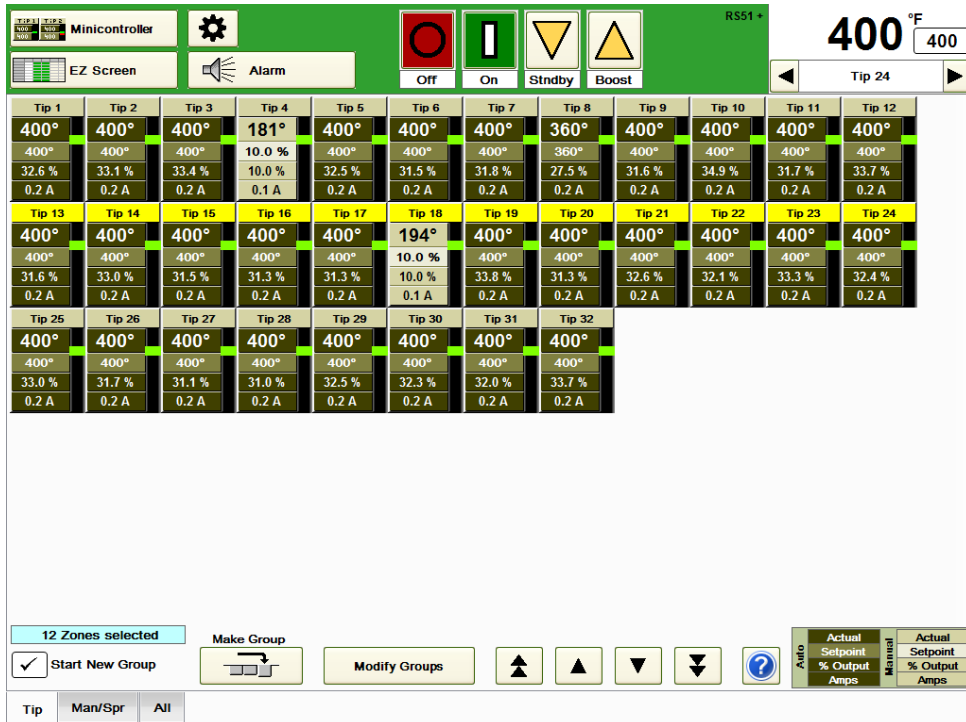 TIP 1 TIP 2
400 400
400 400
Minicontroller
EZ Screen
Alarm
Off On Stndby Boost
RS51 +
400 °F 400
Tip 24
Tip 1 Tip 2 Tip 3 Tip 4 Tip 5 Tip 6 Tip 7 Tip 8 Tip 9 Tip 10 Tip 11 Tip 12
400° 400° 400° 181° 400° 400° 400° 360° 400° 400° 400° 400°
400° 400° 400° 10.0 % 400° 400° 400° 360° 400° 400° 400° 400°
32.6 % 33.1 % 33.4 % 10.0 % 32.5 % 31.5 % 31.8 % 27.5 % 31.6 % 34.9 % 31.7 % 33.7 %
0.2 A 0.2 A 0.2 A 0.1 A 0.2 A 0.2 A 0.2 A 0.2 A 0.2 A 0.2 A 0.2 A 0.2 A
Tip 13 Tip 14 Tip 15 Tip 16 Tip 17 Tip 18 Tip 19 Tip 20 Tip 21 Tip 22 Tip 23 Tip 24
400° 400° 400° 400° 400° 194° 400° 400° 400° 400° 400° 400°
400° 400° 400° 400° 400° 10.0 % 400° 400° 400° 400° 400° 400°
31.6 % 33.0 % 31.5 % 31.3 % 31.3 % 10.0 % 33.8 % 31.3 % 32.6 % 32.1 % 33.3 % 32.4 %
0.2 A 0.2 A 0.2 A 0.2 A 0.2 A 0.1 A 0.2 A 0.2 A 0.2 A 0.2 A 0.2 A 0.2 A
Tip 25 Tip 26 Tip 27 Tip 28 Tip 29 Tip 30 Tip 31 Tip 32
400° 400° 400° 400° 400° 400° 400° 400°
400° 400° 400° 400° 400° 400° 400° 400°
33.0 % 31.7 % 31.1 % 31.0 % 32.5 % 32.3 % 32.0 % 33.7 %
0.2 A 0.2 A 0.2 A 0.2 A 0.2 A 0.2 A 0.2 A 0.2 A
12 Zones selected
Start New Group
Make Group
Modify Groups
?
Auto
Actual
Setpoint
% Output
Amps
Manual
Actual
Setpoint
% Output
Amps
Tip Man/Spr All